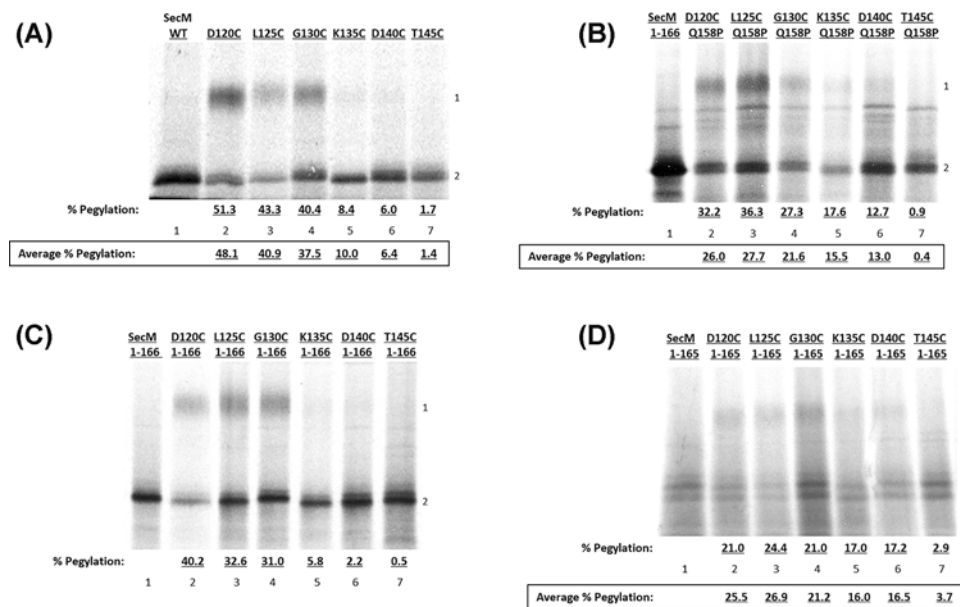 (A)
SecM
WT D120C L125C G130C K135C D140C T145C
1
2
% Pegylation: 51.3 43.3 40.4 8.4 6.0 1.7
1 2 3 4 5 6 7
Average % Pegylation: 48.1 40.9 37.5 10.0 6.4 1.4
(B)
SecM D120C L125C G130C K135C D140C T145C
1-166 Q158P Q158P Q158P Q158P Q158P Q158P
1
2
% Pegylation: 32.2 36.3 27.3 17.6 12.7 0.9
1 2 3 4 5 6 7
Average % Pegylation: 26.0 27.7 21.6 15.5 13.0 0.4
(C)
SecM D120C L125C G130C K135C D140C T145C
1-166 1-166 1-166 1-166 1-166 1-166 1-166
1
2
% Pegylation: 40.2 32.6 31.0 5.8 2.2 0.5
1 2 3 4 5 6 7
(D)
SecM D120C L125C G130C K135C D140C T145C
1-165 1-165 1-165 1-165 1-165 1-165 1-165
% Pegylation: 21.0 24.4 21.0 17.0 17.2 2.9
1 2 3 4 5 6 7
Average % Pegylation: 25.5 26.9 21.2 16.0 16.5 3.7